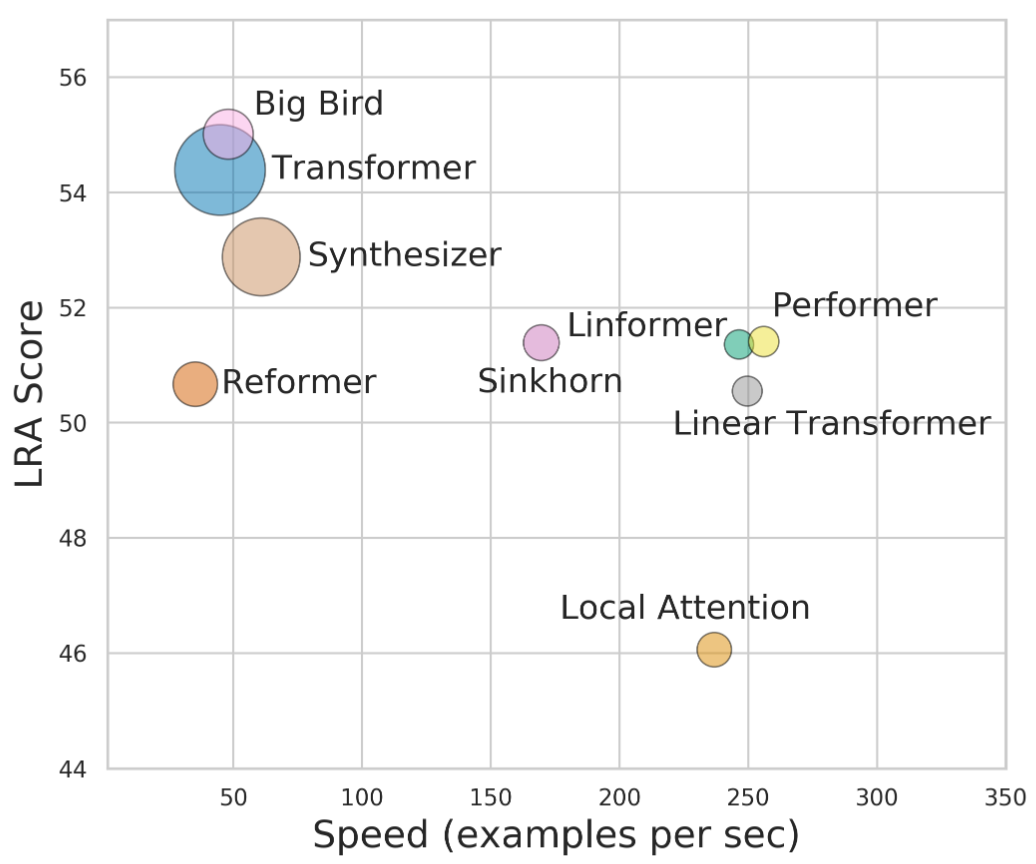 56
Big Bird
Transformer
54
Synthesizer
52
Performer
Linformer
Sinkhorn
Reformer
Linear Transformer
50
48
Local Attention
46
44
LRA Score
50 100 150 200 250 300 350
Speed (examples per sec)